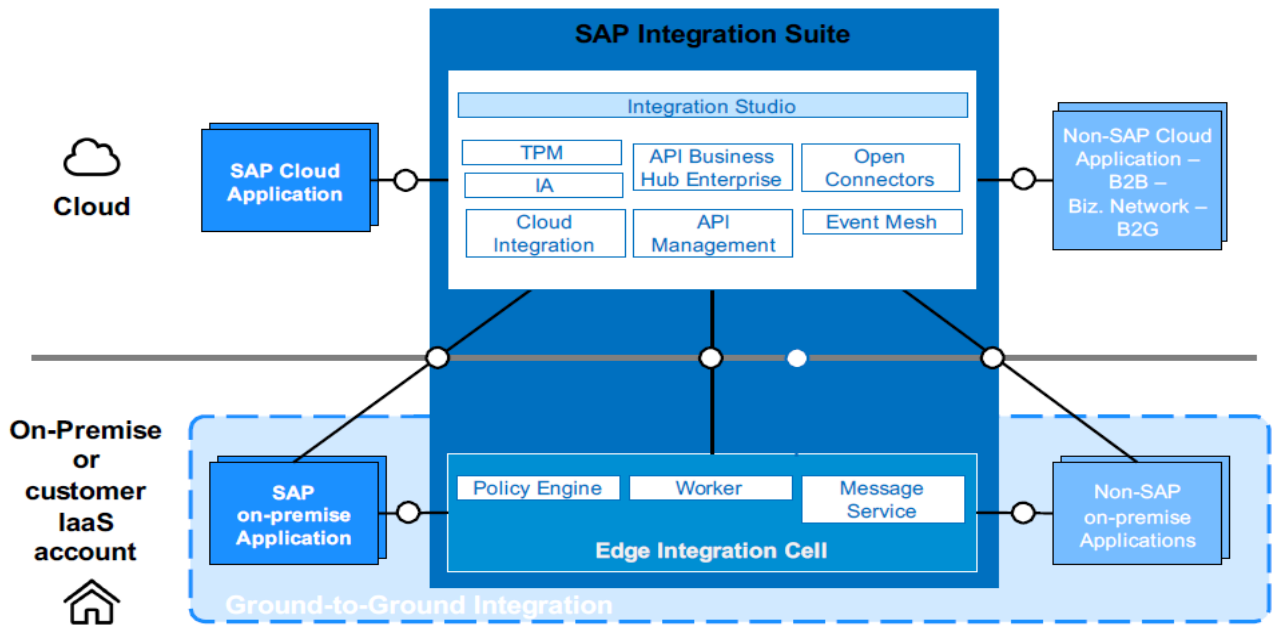 SAP Integration Suite
Integration Studio
TPM
IA
API Business
Hub Enterprise
Open
Connectors
Cloud
Integration
API
Management
Event Mesh
SAP Cloud
Application
Non-SAP Cloud
Application –
B2B –
Biz. Network –
B2G
Cloud
On-Premise
or
customer
IaaS
account
SAP
on-premise
Application
Policy Engine
Worker
Message
Service
Edge Integration Cell
Non-SAP
on-premise
Applications
Ground-to-Ground Integration